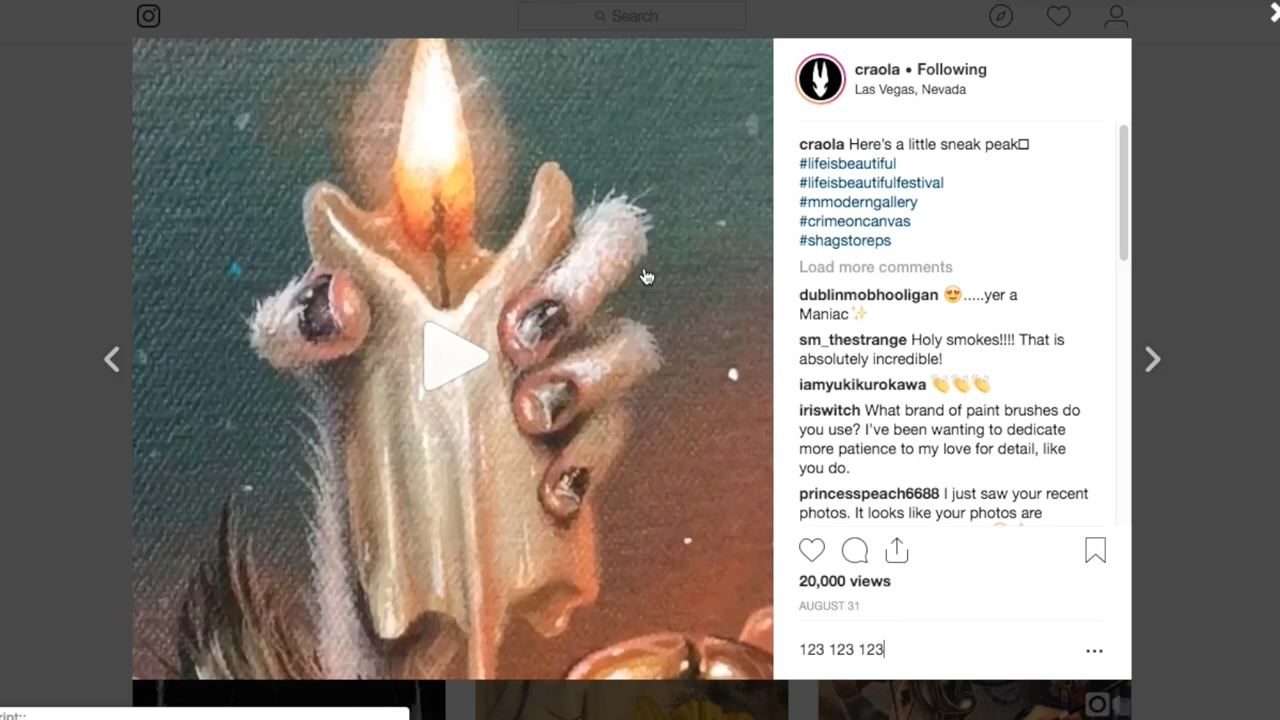 Search
craola • Following
Las Vegas, Nevada
craola Here's a little sneak peak□
#lifeisbeautiful
#lifeisbeautifulfestival
#mmoderngallery
#crimeoncanvas
#shagstoreps
Load more comments
dublinmobhooligan 😍.....yer a
Maniac✨
sm_thestrange Holy smokes!!!! That is
absolutely incredible!
iamyukikurokawa 👏👏👏
iriswitch What brand of paint brushes do
you use? I've been wanting to dedicate
more patience to my love for detail, like
you do.
princesspeach6688 I just saw your recent
photos. It looks like your photos are
20,000 views
AUGUST 31
123 123 123